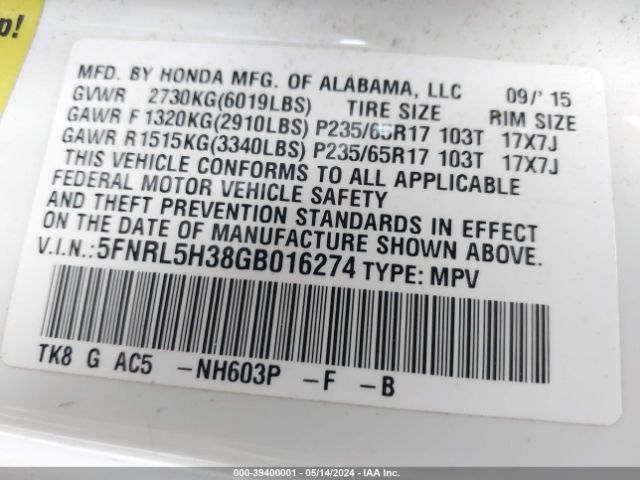 p!
MFD. BY HONDA MFG. OF ALABAMA, LLC 09/' 15
GVWR 2730KG(6019LBS) TIRE SIZE RIM SIZE
GAWR F 1320KG(2910LBS) P235/65R17 103T 17X7J
GAWR R 1515KG(3340LBS) P235/65R17 103T 17X7J
THIS VEHICLE CONFORMS TO ALL APPLICABLE
FEDERAL MOTOR VEHICLE SAFETY
AND THEFT PREVENTION STANDARDS IN EFFECT
ON THE DATE OF MANUFACTURE SHOWN ABOVE.
V.I.N.: 5FNRL5H38GB016274 TYPE: MPV
TK8 G AC5 -NH603P -F -B
000-39400001 - 05/14/2024 - IAA Inc.